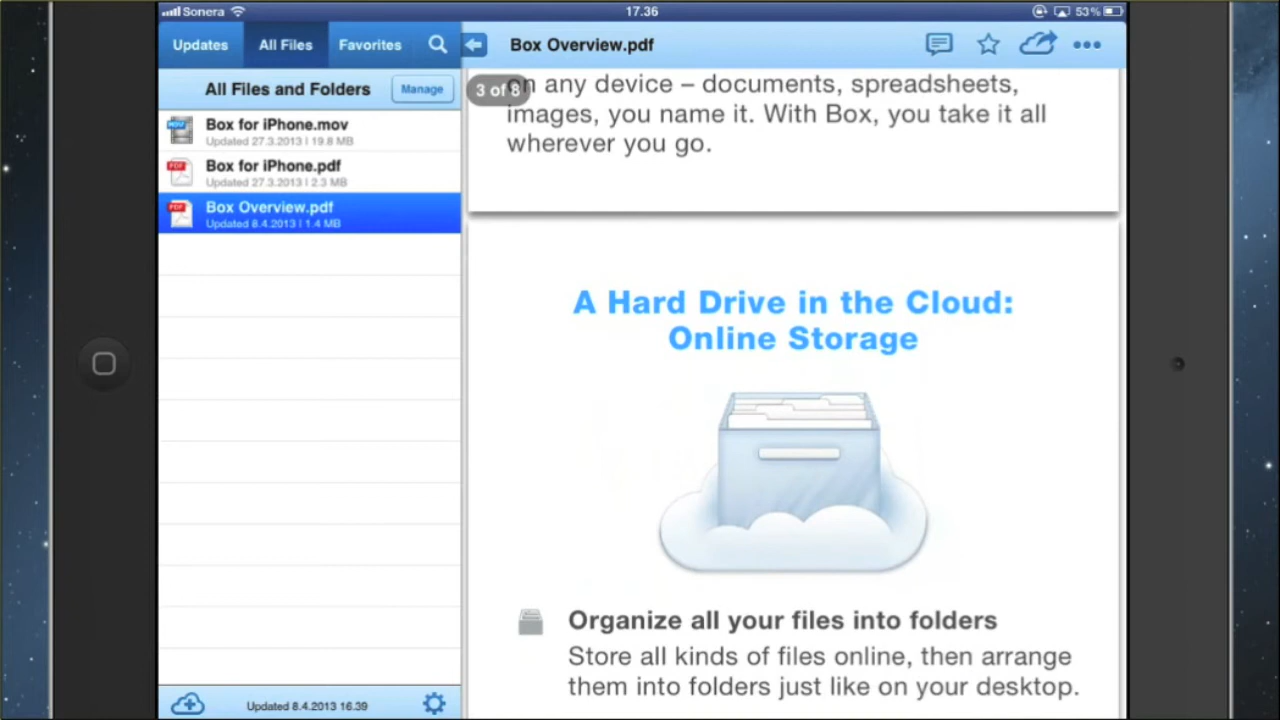 Sonera
17.36
53%
Updates
All Files
Favorites
Box Overview.pdf
All Files and Folders
Manage
Box for iPhone.mov
Updated 27.3.2013 | 19.8 MB
Box for iPhone.pdf
Updated 27.3.2013 | 2.3 MB
Box Overview.pdf
Updated 8.4.2013 | 1.4 MB
Updated 8.4.2013 16.39
3 of 8
on any device – documents, spreadsheets,
images, you name it. With Box, you take it all
wherever you go.
A Hard Drive in the Cloud:
Online Storage
Organize all your files into folders
Store all kinds of files online, then arrange
them into folders just like on your desktop.